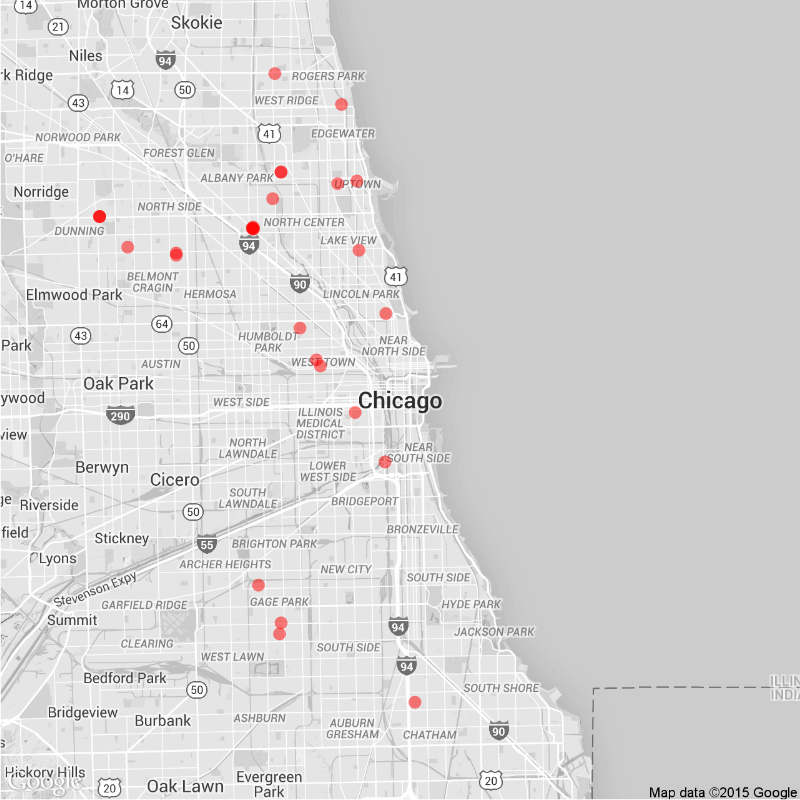 Morton Grove
14
Skokie
21
Niles
94
rk Ridge
ROGERS PARK
14
50
43
WEST RIDGE
41
EDGEWATER
NORWOOD PARK
O'HARE
FOREST GLEN
ALBANY PARK
UPTOWN
Norridge
NORTH SIDE
DUNNING
NORTH CENTER
94
LAKE VIEW
BELMONT
CRAGIN
41
90
Elmwood Park
HERMOSA
LINCOLN PARK
64
43
50
HUMBOLDT
PARK
NEAR
NORTH SIDE
Park
AUSTIN
WEST TOWN
Oak Park
ywood
WEST SIDE
Chicago
290
ILLINOIS
MEDICAL
DISTRICT
view
NORTH
LAWNDALE
NEAR
SOUTH SIDE
Berwyn
LOWER
WEST SIDE
Cicero
SOUTH
LAWNDALE
ge
Riverside
BRIDGEPORT
50
field
BRONZEVILLE
Stickney
55
BRIGHTON PARK
Lyons
ARCHER HEIGHTS
NEW CITY
SOUTH SIDE
Stevenson Expy
GARFIELD RIDGE
GAGE PARK
HYDE PARK
Summit
94
JACKSON PARK
CLEARING
SOUTH SIDE
WEST LAWN
94
Bedford Park
50
SOUTH SHORE
ILLIN
INDIA
Bridgeview
Burbank
ASHBURN
AUBURN
GRESHAM
CHATHAM
90
s
Hickory Hills
Google
20
Oak Lawn
Evergreen
Park
20
Map data ©2015 Google